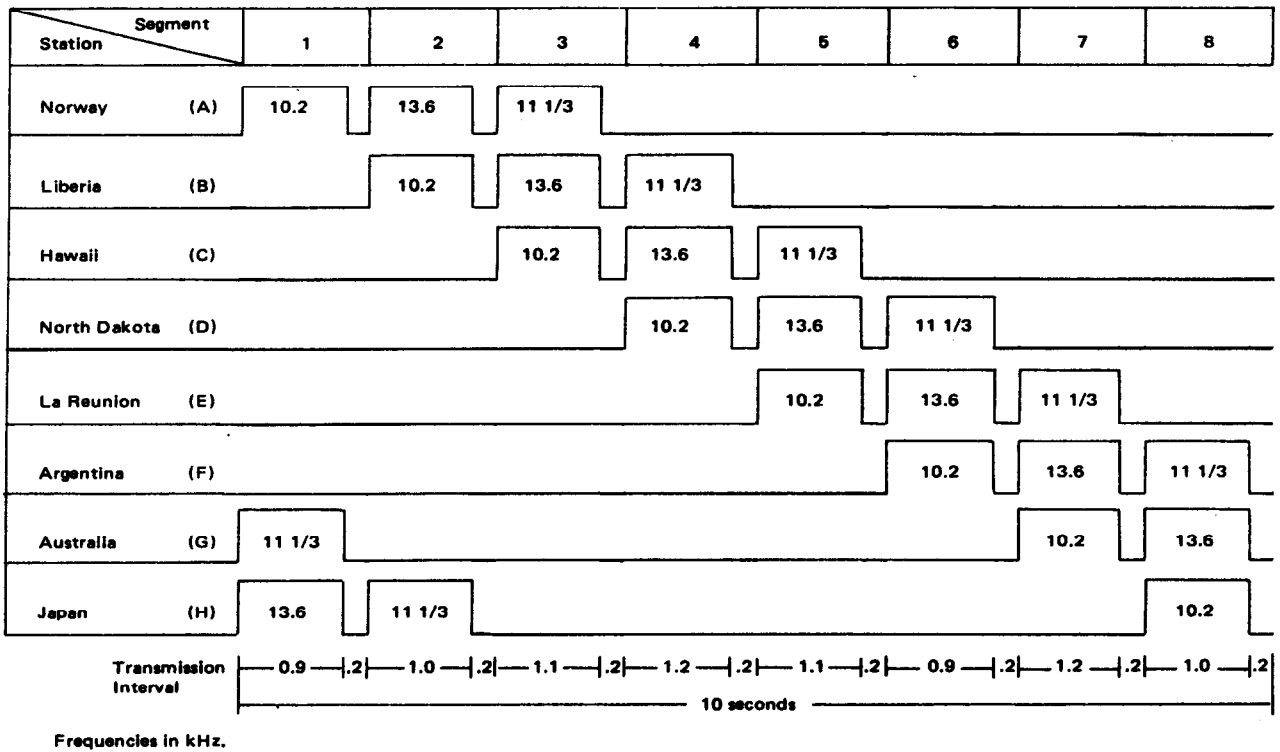 Segment
Station 1 2 3 4 5 6 7 8
Norway (A) 10.2 13.6 11 1/3
Liberia (B) 10.2 13.6 11 1/3
Hawaii (C) 10.2 13.6 11 1/3
North Dakota (D) 10.2 13.6 11 1/3
La Reunion (E) 10.2 13.6 11 1/3
Argentina (F) 10.2 13.6 11 1/3
Australia (G) 11 1/3 10.2 13.6
Japan (H) 13.6 11 1/3 10.2
Transmission 0.9 .2 1.0 .2 1.1 .2 1.2 .2 1.1 .2 0.9 .2 1.2 .2 1.0 .2
Interval
10 seconds
Frequencies in kHz.